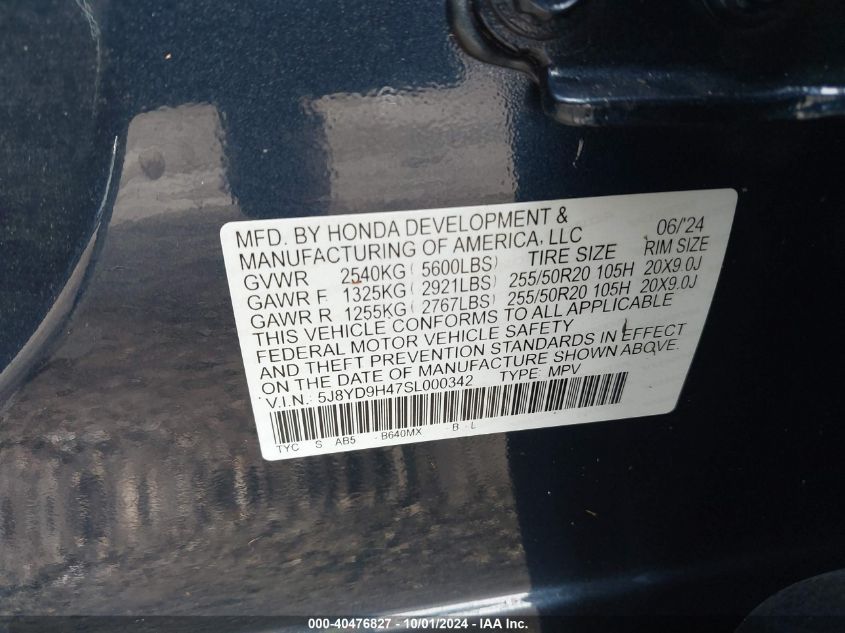 MFD. BY HONDA DEVELOPMENT &
MANUFACTURING OF AMERICA, LLC 06/'24
GVWR 2540KG ( 5600LBS) TIRE SIZE RIM SIZE
GAWR F 1325KG ( 2921LBS) 255/50R20 105H 20X9.0J
GAWR R 1255KG ( 2767LBS) 255/50R20 105H 20X9.0J
THIS VEHICLE CONFORMS TO ALL APPLICABLE
FEDERAL MOTOR VEHICLE SAFETY
AND THEFT PREVENTION STANDARDS IN EFFECT
ON THE DATE OF MANUFACTURE SHOWN ABOVE.
V.I.N.: 5J8YD9H47SL000342 TYPE: MPV
TYC S AB5 - B640MX B - L
000-40476827 - 10/01/2024 - IAA Inc.